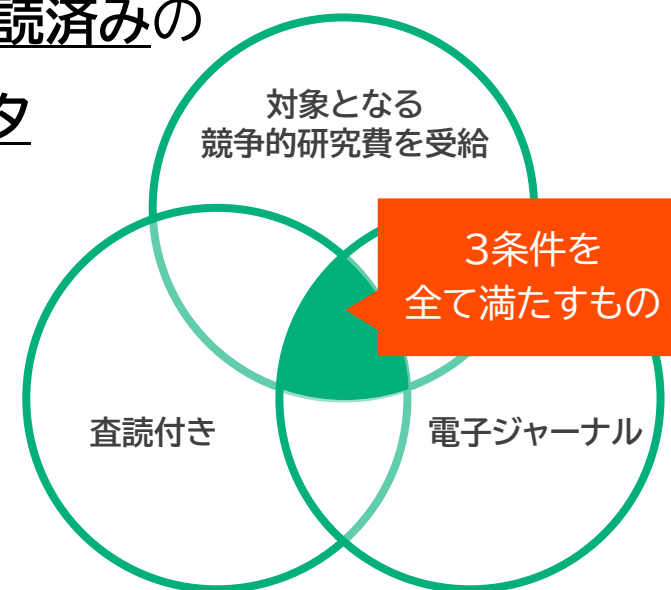 読済みの
タ
対象となる
競争的研究費を受給
3条件を
全て満たすもの
査読付き
電子ジャーナル